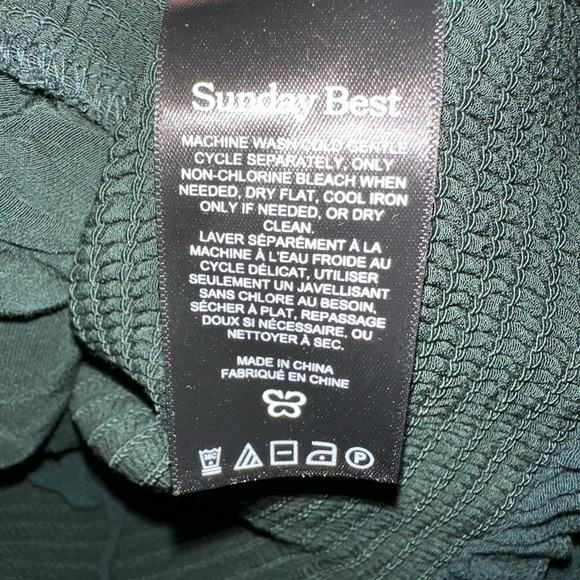 Sunday Best
MACHINE WASH COLD GENTLE
CYCLE SEPARATELY, ONLY
NON-CHLORINE BLEACH WHEN
NEEDED, DRY FLAT, COOL IRON
ONLY IF NEEDED, OR DRY
CLEAN.
LAVER SÉPARÉMENT À LA
MACHINE À L'EAU FROIDE AU
CYCLE DÉLICAT, UTILISER
SEULEMENT UN JAVELLISANT
SANS CHLORE AU BESOIN,
SÉCHER À PLAT, REPASSAGE
DOUX SI NÉCESSAIRE, OU
NETTOYER À SEC.
MADE IN CHINA
FABRIQUÉ EN CHINE
P